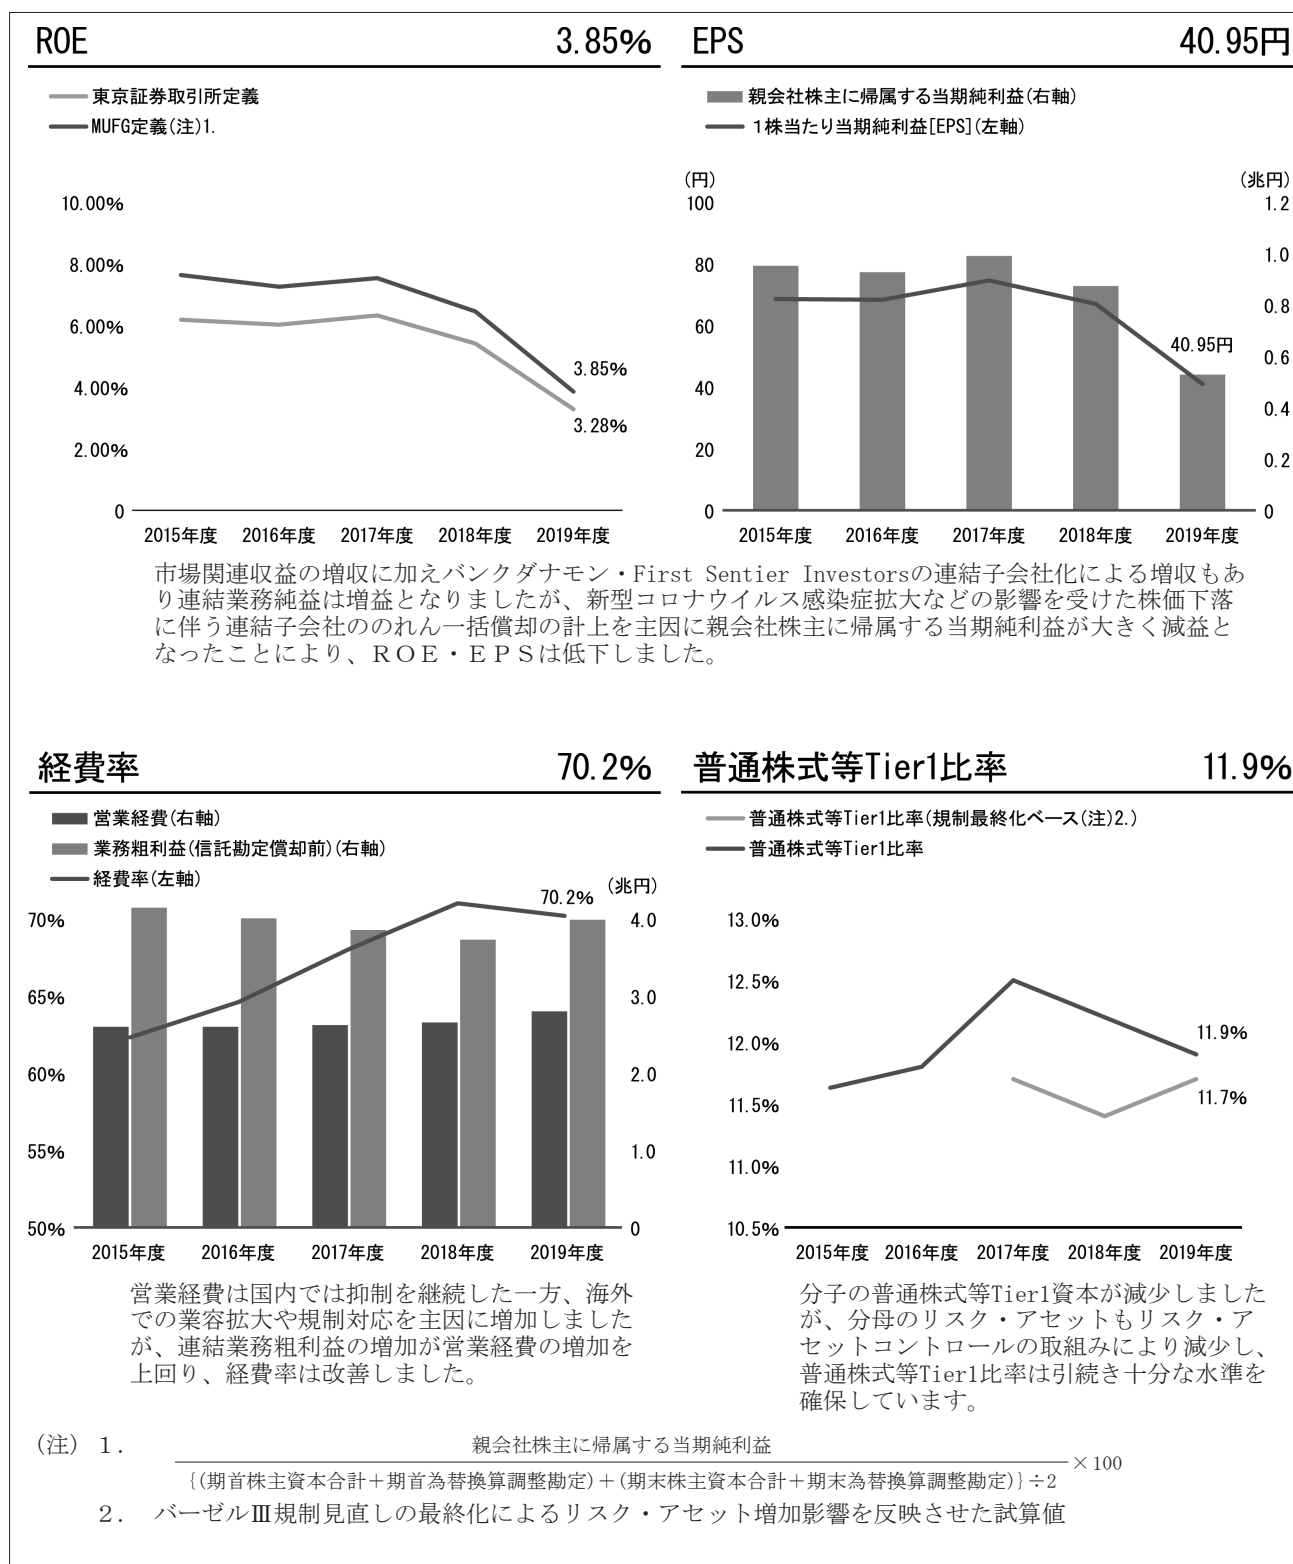 ROE 3.85%
東京証券取引所定義
MUFG定義(注)1.
10.00%
8.00%
6.00%
4.00%
2.00%
0
3.85%
3.28%
2015年度 2016年度 2017年度 2018年度 2019年度
EPS 40.95円
親会社株主に帰属する当期純利益(右軸)
1株当たり当期純利益[EPS](左軸)
(円)
100
80
60
40
20
0
(兆円)
1.2
1.0
0.8
0.6
0.4
0.2
0
40.95円
2015年度 2016年度 2017年度 2018年度 2019年度
市場関連収益の増収に加えバンクダナモン・First Sentier Investorsの連結子会社化による増収もあ
り連結業務純益は増益となりましたが、新型コロナウイルス感染症拡大などの影響を受けた株価下落
に伴う連結子会社ののれん一括償却の計上を主因に親会社株主に帰属する当期純利益が大きく減益と
なったことにより、ROE・EPSは低下しました。
経費率 70.2%
営業経費(右軸)
業務粗利益(信託勘定償却前)(右軸)
経費率(左軸)
70%
65%
60%
55%
50%
(兆円)
4.0
3.0
2.0
1.0
0
70.2%
2015年度 2016年度 2017年度 2018年度 2019年度
営業経費は国内では抑制を継続した一方、海外
での業容拡大や規制対応を主因に増加しました
が、連結業務粗利益の増加が営業経費の増加を
上回り、経費率は改善しました。
普通株式等Tier1比率 11.9%
普通株式等Tier1比率(規制最終化ベース(注)2.)
普通株式等Tier1比率
13.0%
12.5%
12.0%
11.5%
11.0%
10.5%
11.9%
11.7%
2015年度 2016年度 2017年度 2018年度 2019年度
分子の普通株式等Tier1資本が減少しました
が、分母のリスク・アセットもリスク・ア
セットコントロールの取組みにより減少し、
普通株式等Tier1比率は引続き十分な水準を
確保しています。
(注) 1. 親会社株主に帰属する当期純利益
{(期首株主資本合計+期首為替換算調整勘定)+(期末株主資本合計+期末為替換算調整勘定)}÷2 ×100
2. バーゼルⅢ規制見直しの最終化によるリスク・アセット増加影響を反映させた試算値